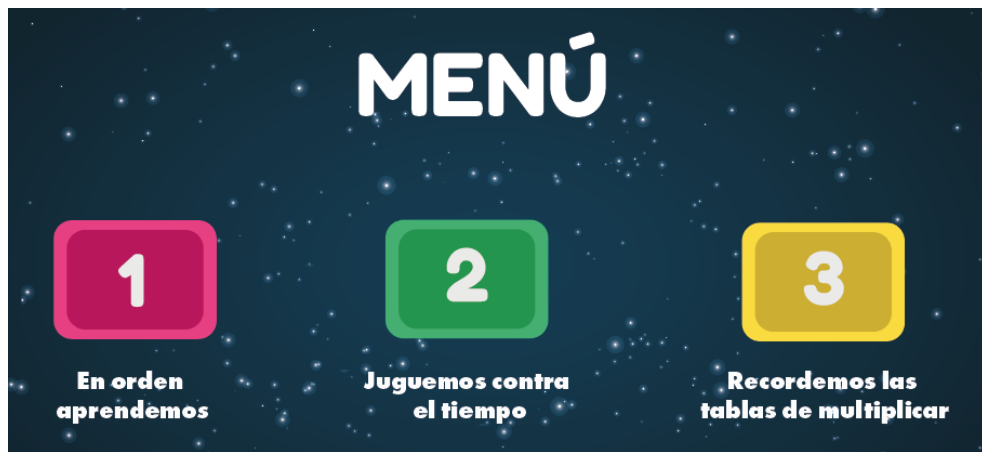 MENÚ
1
2
3
En orden
aprendemos
Juguemos contra
el tiempo
Recordemos las
tablas de multiplicar